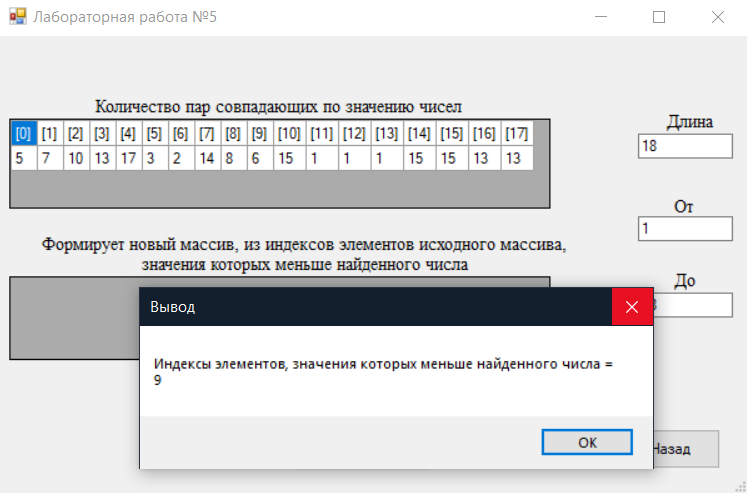 Лабораторная работа №5
Количество пар совпадающих по значению чисел
[0] [1] [2] [3] [4] [5] [6] [7] [8] [9] [10] [11] [12] [13] [14] [15] [16] [17]
5 7 10 13 17 3 2 14 8 6 15 1 1 1 15 15 13 13
Длина
18
От
1
Формирует новый массив, из индексов элементов исходного массива,
значения которых меньше найденного числа
До
Вывод
Индексы элементов, значения которых меньше найденного числа =
9
OK
Назад